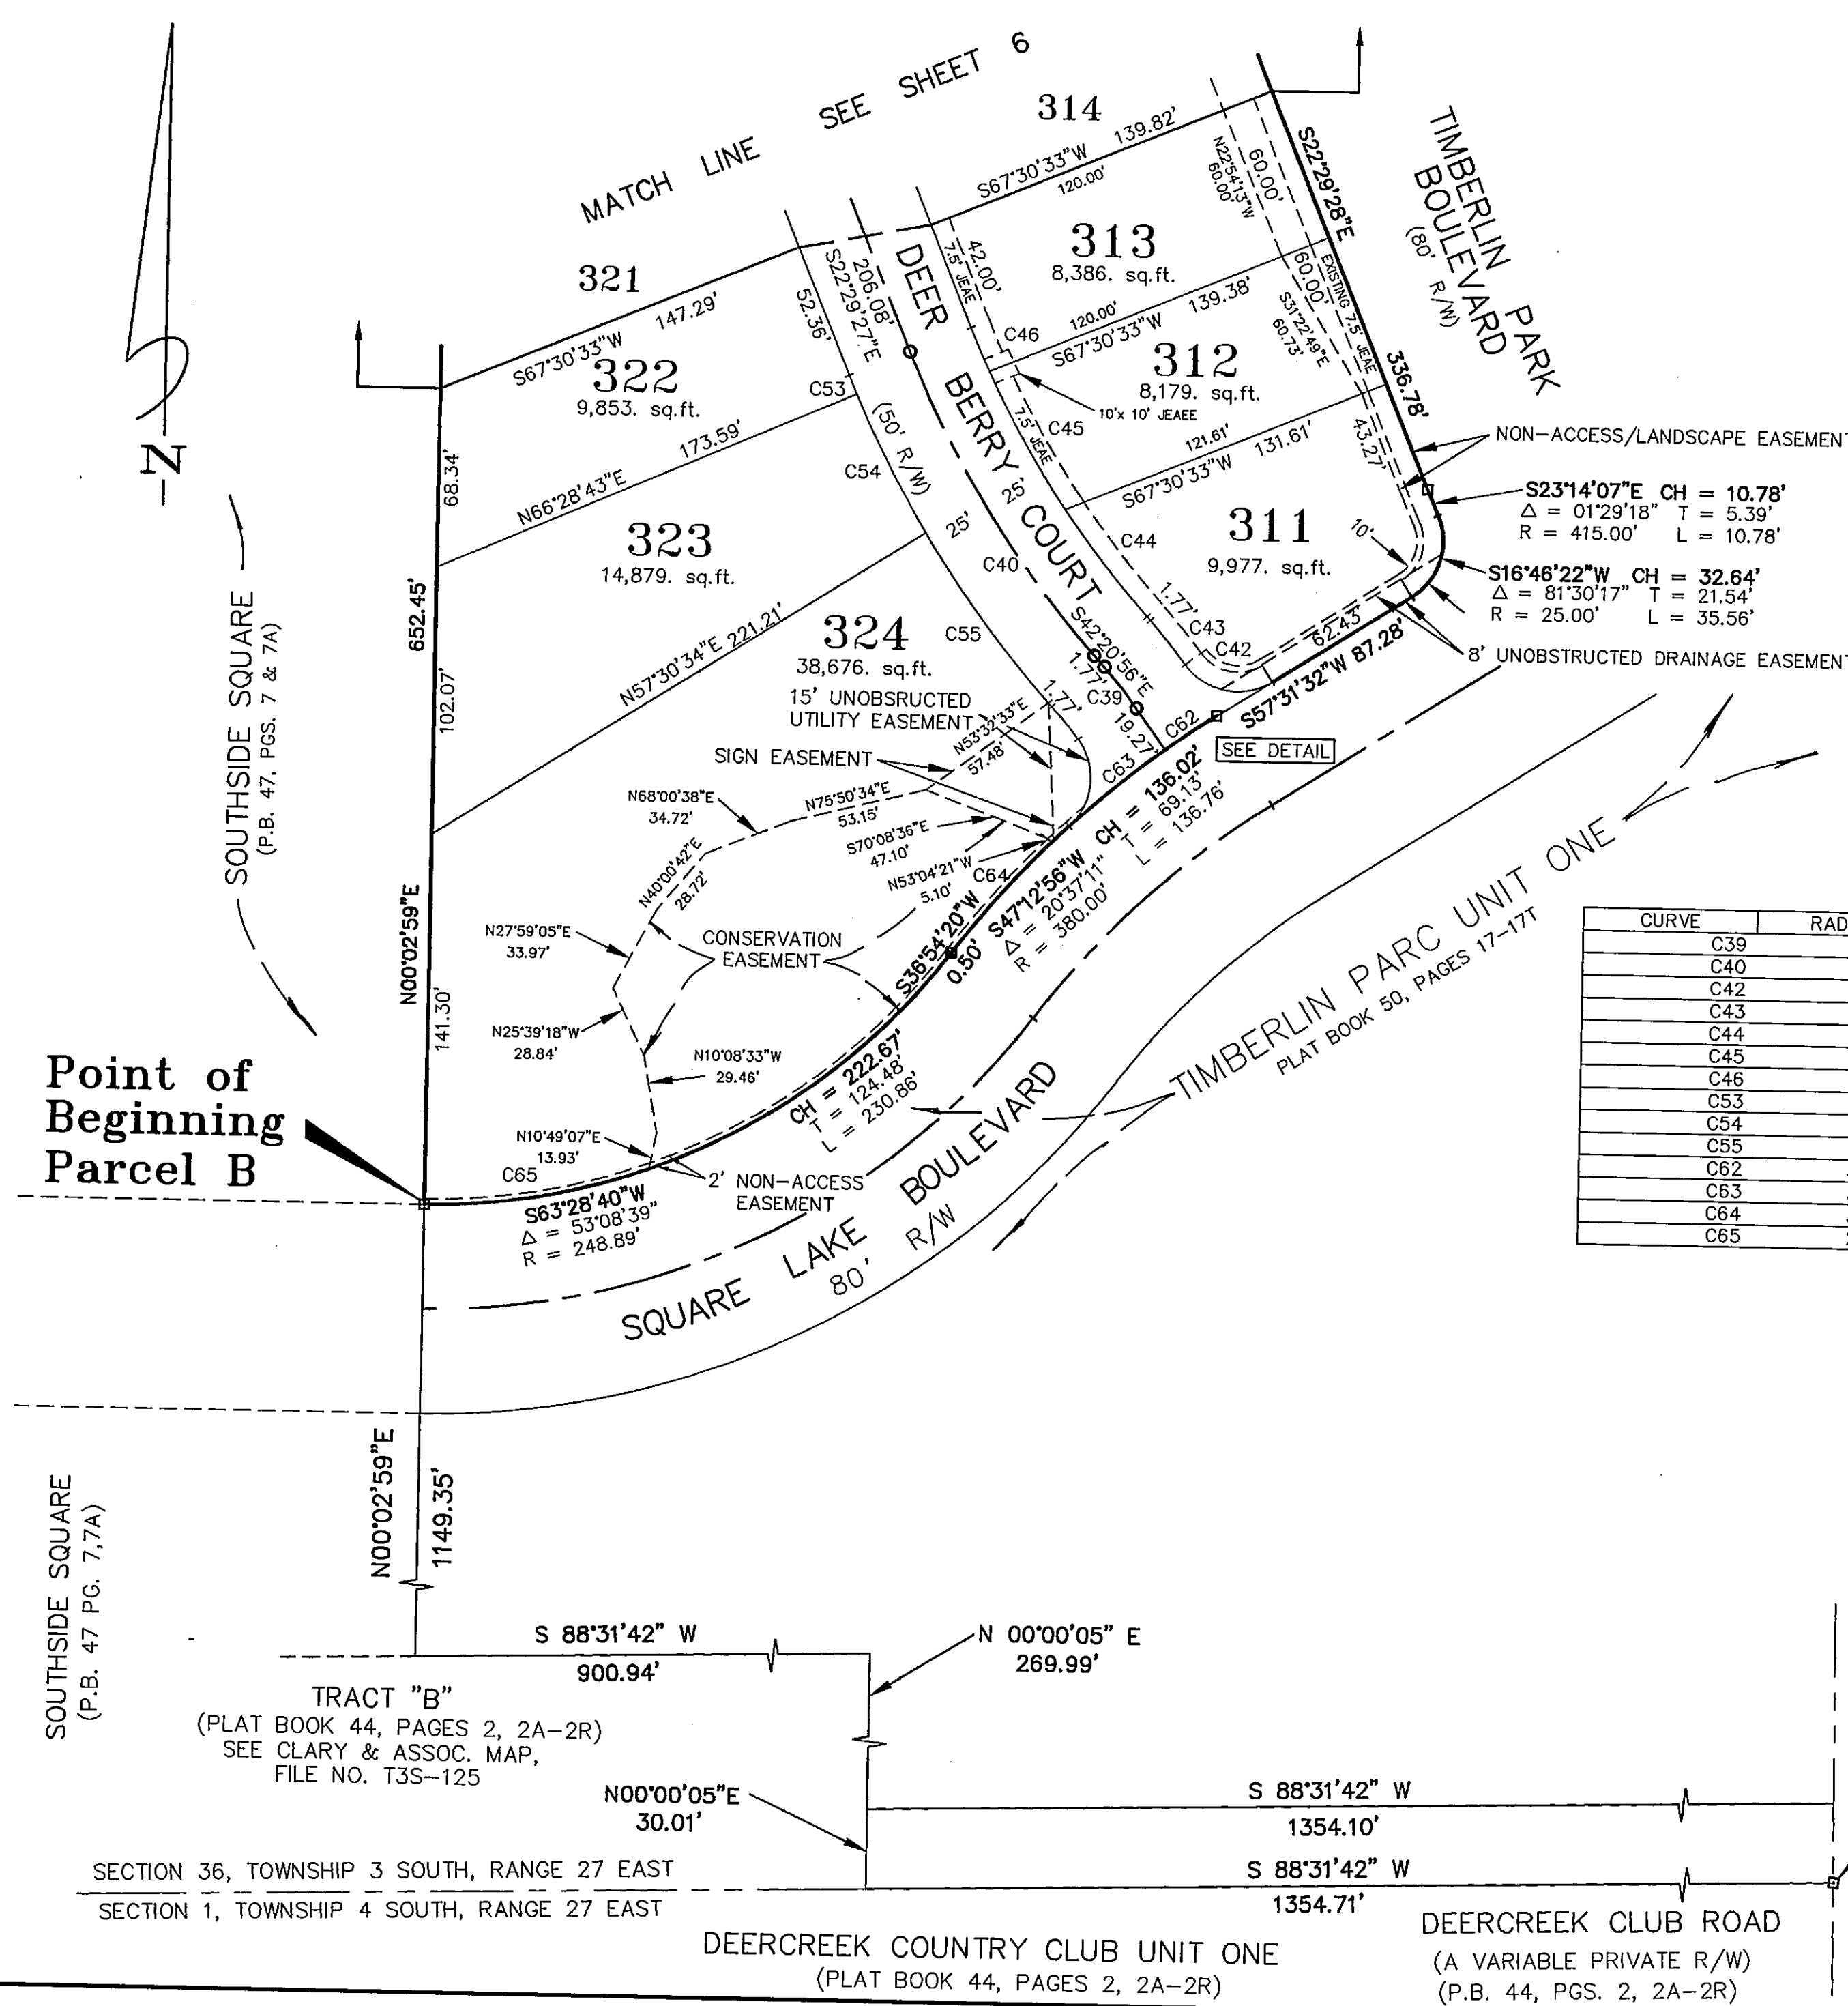 MATCH LINE SEE SHEET 6
314
S67°30'33"W 139.82'
120.00'
321
S67°30'33"W 147.29'
322
9,853. sq.ft.
N66°28'43"E 173.59'
323
14,879. sq.ft.
N57°30'34"E 221.21'
324
38,676. sq.ft.
313
8,386. sq.ft.
120.00'
S67°30'33"W 139.38'
312
8,179. sq.ft.
121.61'
S67°30'33"W 131.61'
311
9,977. sq.ft.
TIMBERLIN PARK
BOULEVARD
(80' R/W)
S22°29'28"E
336.78'
N22°54'13"W
60.00'
60.00'
60.00'
S31°22'49"E
60.73'
EXISTING 7.5' JEAE
43.27'
NON-ACCESS/LANDSCAPE EASEMENT
S23°14'07"E CH = 10.78'
Δ = 01°29'18" T = 5.39'
R = 415.00' L = 10.78'
S16°46'22"W CH = 32.64'
Δ = 81°30'17" T = 21.54'
R = 25.00' L = 35.56'
8' UNOBSTRUCTED DRAINAGE EASEMENT
10'
62.43'
S57°31'32"W 87.28'
SEE DETAIL
DEER BERRY COURT
(50' R/W)
25'
25'
206.08'
S22°29'27"E
52.36'
42.00'
7.5' JEAE
7.5' JEAE
10'x 10' JEAEE
C46
C45
C44
C43
C42
1.77'
C53
C54
C55
C40
S42°20'56"E
1.77'
C39
19.27'
1.77'
C62
C63
15' UNOBSRUCTED
UTILITY EASEMENT
SIGN EASEMENT
N53°32'33"E
57.48'
N75°50'34"E
53.15'
N68°00'38"E
34.72'
S70°08'36"E
47.10'
N53°04'21"W
5.10'
C64
N40°00'42"E
28.72'
N27°59'05"E
33.97'
CONSERVATION
EASEMENT
N25°39'18"W
28.84'
N10°08'33"W
29.46'
N10°49'07"E
13.93'
C65
2' NON-ACCESS
EASEMENT
S36°54'20"W
0.50'
S47°12'56"W CH = 136.02'
Δ = 20°37'11" T = 69.13'
R = 380.00' L = 136.76'
CH = 222.67'
T = 124.48'
L = 230.86'
S63°28'40"W
Δ = 53°08'39"
R = 248.89'
N
SOUTHSIDE SQUARE
(P.B. 47, PGS. 7 & 7A)
68.34'
652.45'
102.07'
N00°02'59"E
141.30'
Point of
Beginning
Parcel B
SQUARE LAKE BOULEVARD
80' R/W
TIMBERLIN PARC UNIT ONE
PLAT BOOK 50, PAGES 17-17T
CURVE RAD
C39
C40
C42
C43
C44
C45
C46
C53
C54
C55
C62
C63
C64
C65
N00°02'59"E
1149.35'
SOUTHSIDE SQUARE
(P.B. 47 PG. 7,7A)
S 88°31'42" W
900.94'
N 00°00'05" E
269.99'
TRACT "B"
(PLAT BOOK 44, PAGES 2, 2A-2R)
SEE CLARY & ASSOC. MAP,
FILE NO. T3S-125
N00°00'05"E
30.01'
S 88°31'42" W
1354.10'
S 88°31'42" W
1354.71'
SECTION 36, TOWNSHIP 3 SOUTH, RANGE 27 EAST
SECTION 1, TOWNSHIP 4 SOUTH, RANGE 27 EAST
DEERCREEK COUNTRY CLUB UNIT ONE
(PLAT BOOK 44, PAGES 2, 2A-2R)
DEERCREEK CLUB ROAD
(A VARIABLE PRIVATE R/W)
(P.B. 44, PGS. 2, 2A-2R)